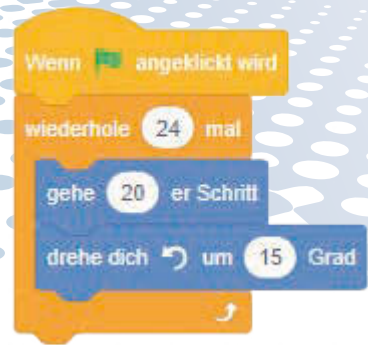 Wenn angeklickt wird
wiederhole 24 mal
gehe 20 er Schritt
drehe dich um 15 Grad